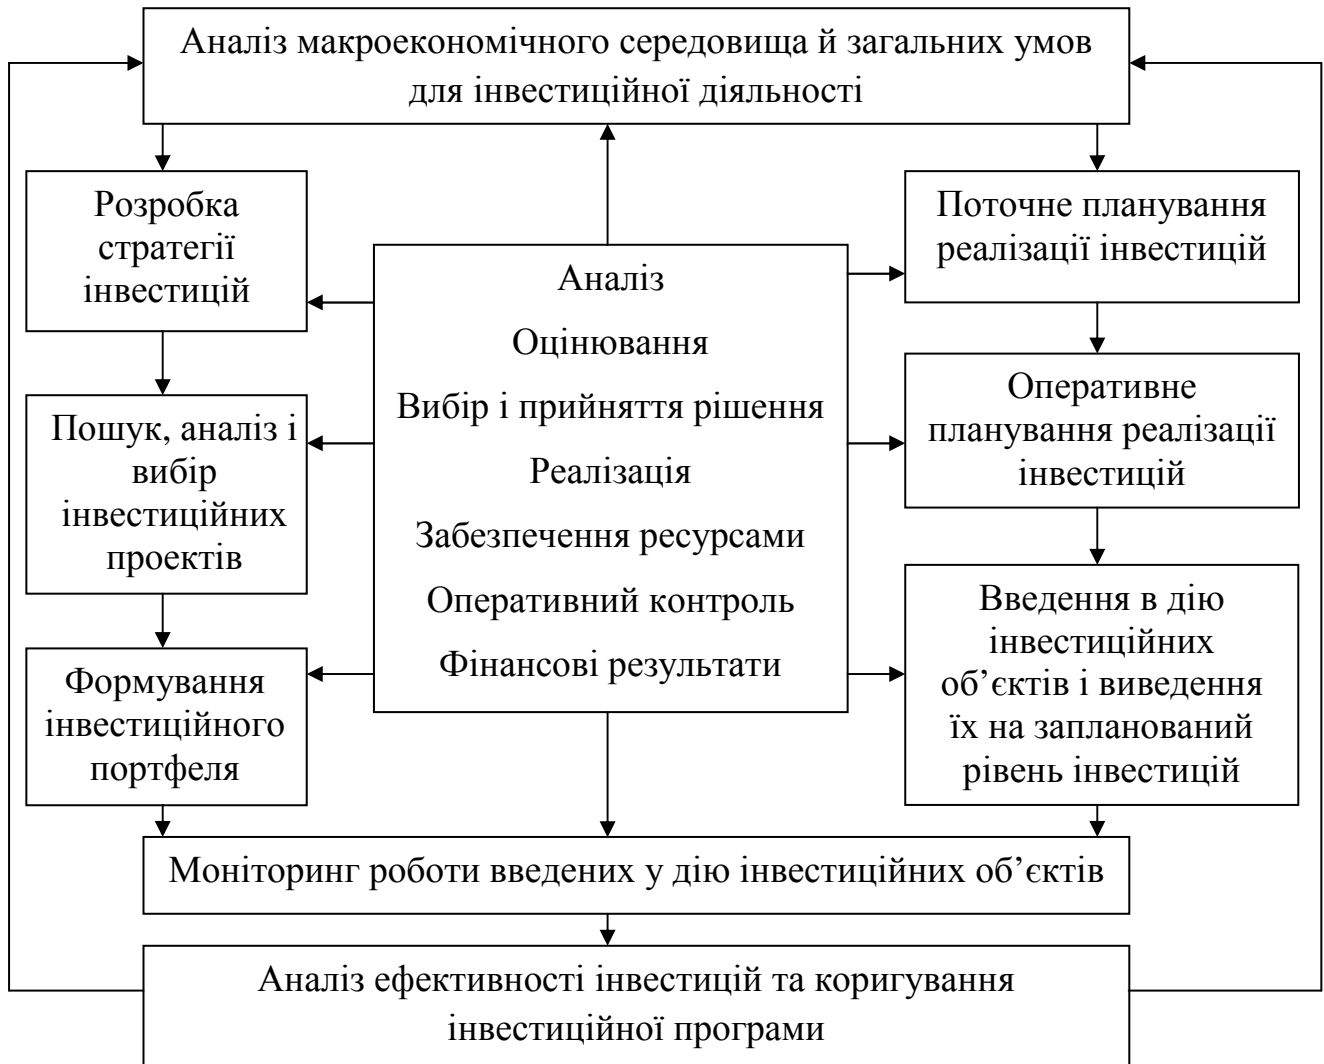 Аналіз макроекономічного середовища й загальних умов
для інвестиційної діяльності
Розробка
стратегії
інвестицій
Пошук, аналіз і
вибір
інвестиційних
проектів
Формування
інвестиційного
портфеля
Аналіз
Оцінювання
Вибір і прийняття рішення
Реалізація
Забезпечення ресурсами
Оперативний контроль
Фінансові результати
Поточне планування
реалізації інвестицій
Оперативне
планування реалізації
інвестицій
Введення в дію
інвестиційних
об’єктів і виведення
їх на запланований
рівень інвестицій
Моніторинг роботи введених у дію інвестиційних об’єктів
Аналіз ефективності інвестицій та коригування
інвестиційної програми